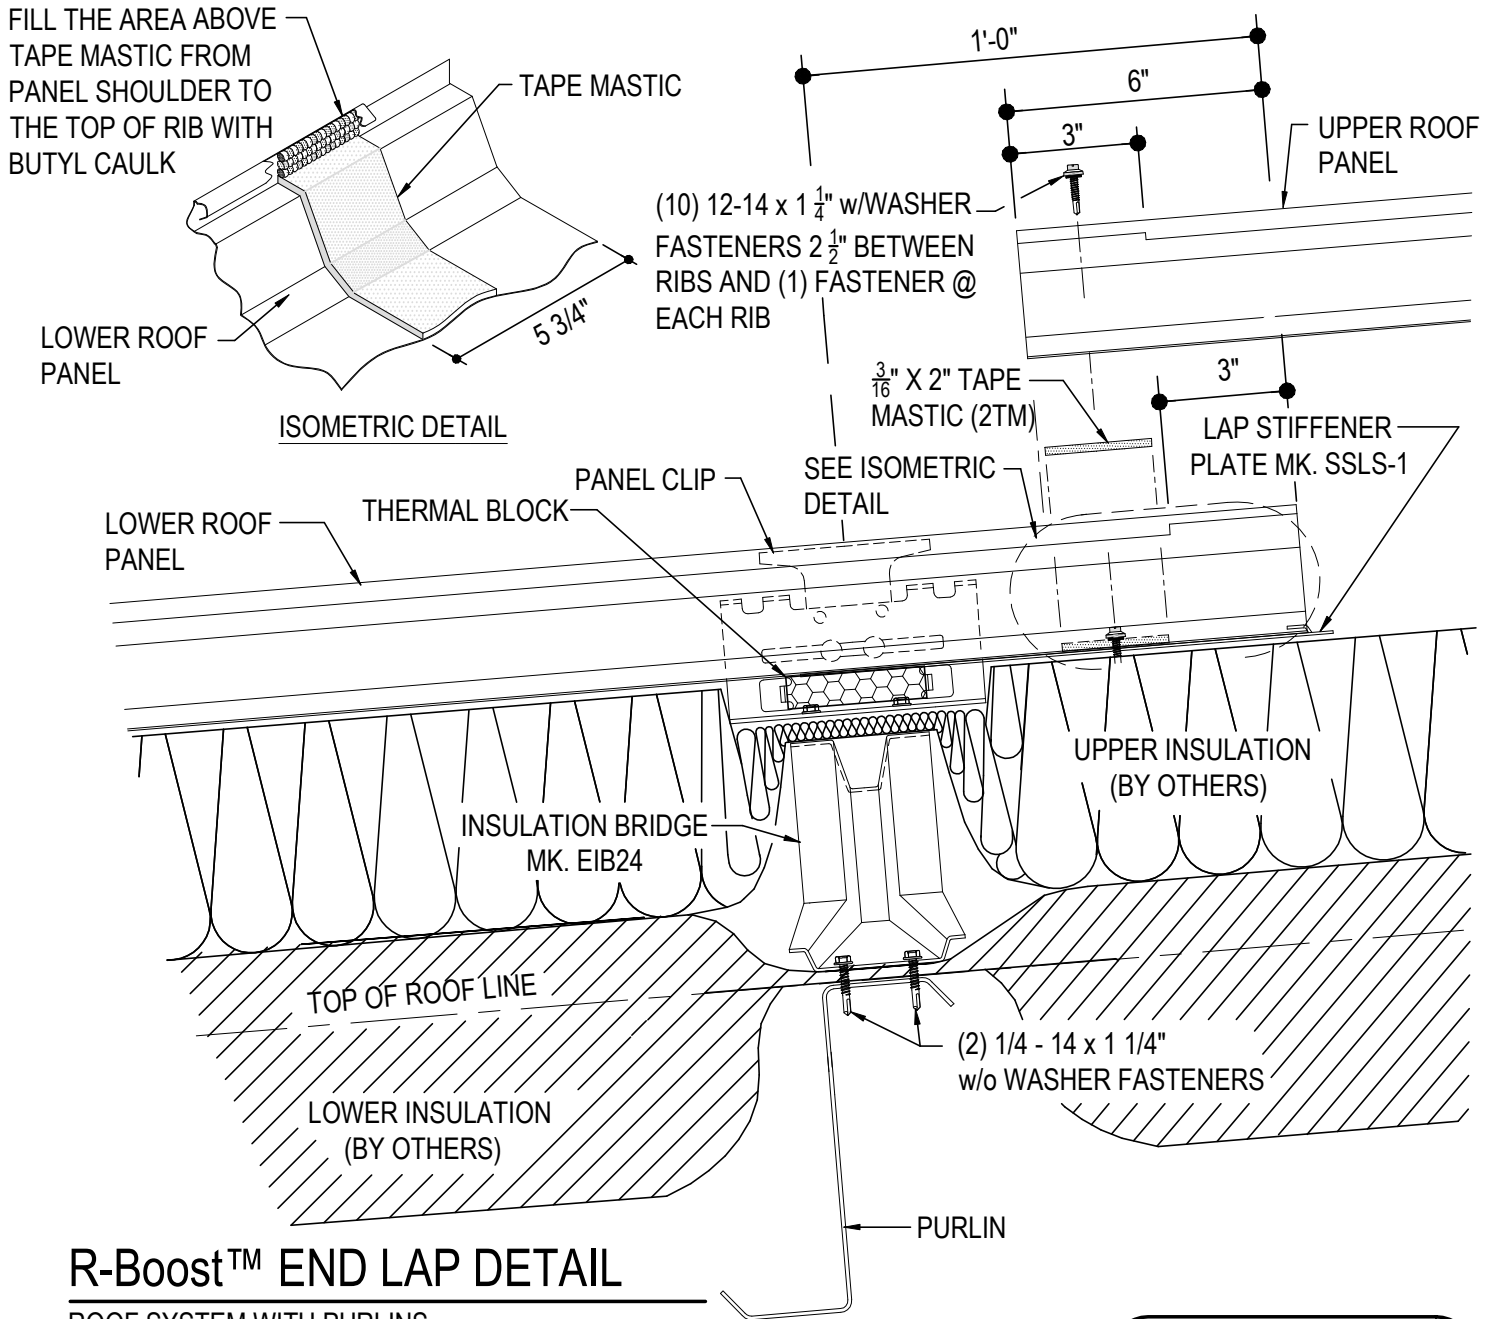 FILL THE AREA ABOVE
TAPE MASTIC FROM
PANEL SHOULDER TO
THE TOP OF RIB WITH
BUTYL CAULK
TAPE MASTIC
LOWER ROOF
PANEL
5 3/4"
ISOMETRIC DETAIL
1'-0"
6"
3"
UPPER ROOF
PANEL
(10) 12-14 x 1 1/4" w/WASHER
FASTENERS 2 1/2" BETWEEN
RIBS AND (1) FASTENER @
EACH RIB
3/16" X 2" TAPE
MASTIC (2TM)
3"
LAP STIFFENER
PLATE MK. SSLS-1
SEE ISOMETRIC
DETAIL
PANEL CLIP
THERMAL BLOCK
LOWER ROOF
PANEL
UPPER INSULATION
(BY OTHERS)
INSULATION BRIDGE
MK. EIB24
TOP OF ROOF LINE
(2) 1/4 - 14 x 1 1/4"
w/o WASHER FASTENERS
LOWER INSULATION
(BY OTHERS)
PURLIN
R-Boost™ END LAP DETAIL
ROOF SYSTEM WITH PURLINS